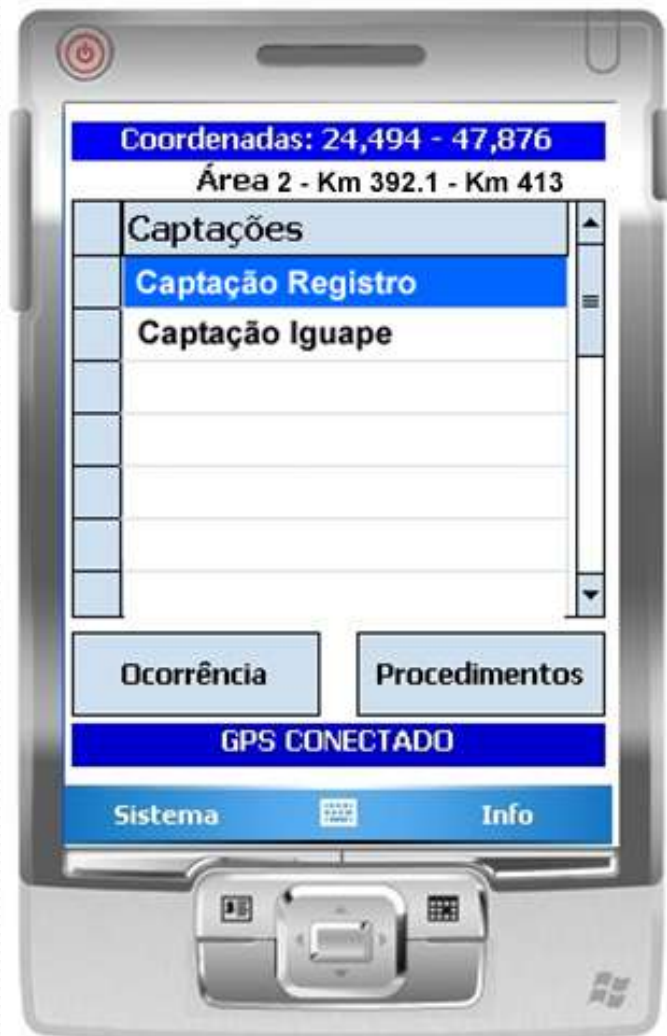 Coordenadas: 24,494 - 47,876
Área 2 - Km 392.1 - Km 413
Captações
Captação Registro
Captação Iguape
Ocorrência
Procedimentos
GPS CONECTADO
Sistema
Info